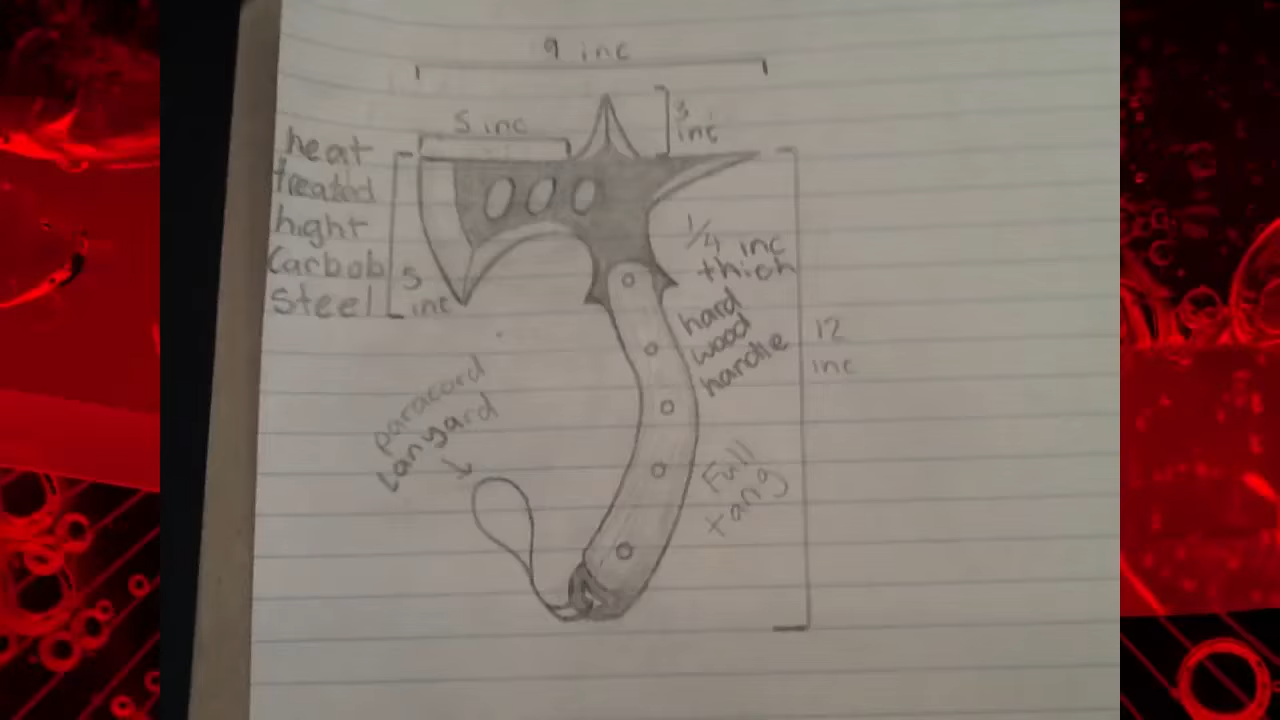 9 inc
5 inc
3
inc
heat
treated
hight
Carbob
Steel
5
inc
1/4 inc
thich
hard
wood
handle
12
inc
paracord
Lanyard
Full
tang